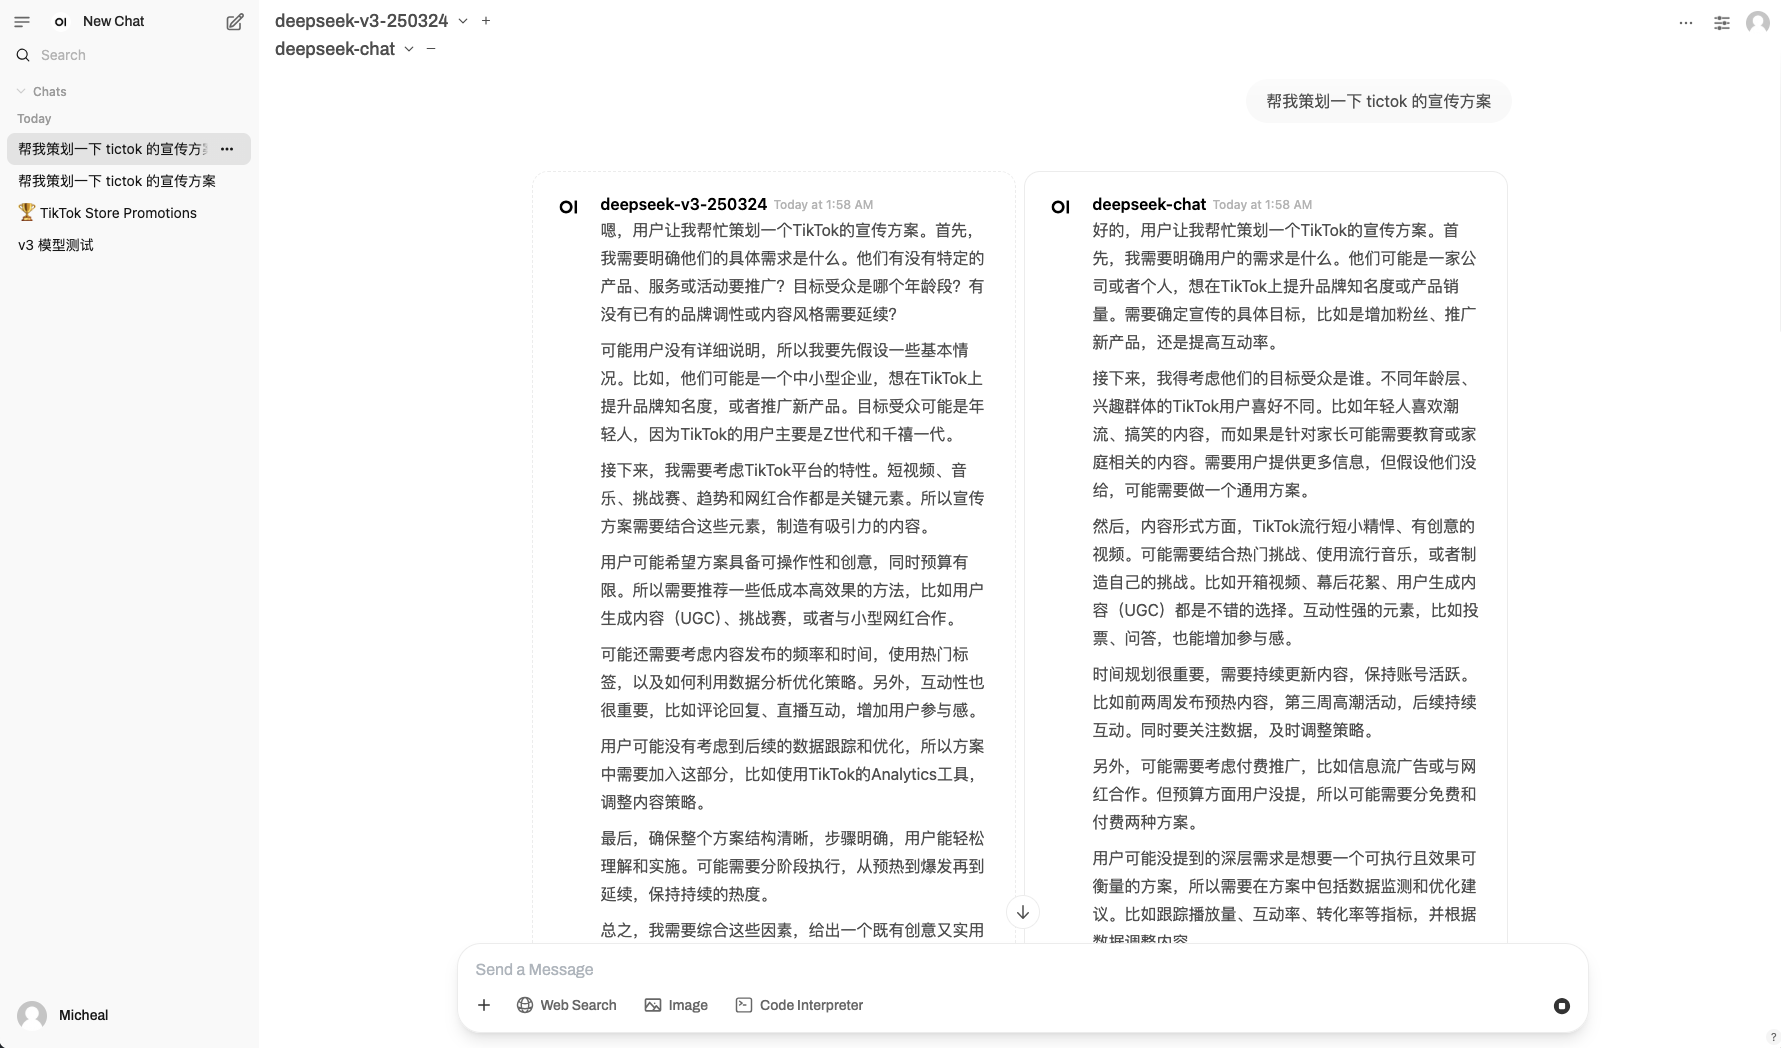 OI New Chat
Search
Chats
Today
帮我策划一下 tictok 的宣传方
帮我策划一下 tictok 的宣传方案
🏆 TikTok Store Promotions
v3 模型测试
Micheal
deepseek-v3-250324
deepseek-chat
帮我策划一下 tictok 的宣传方案
OI deepseek-v3-250324 Today at 1:58 AM
嗯，用户让我帮忙策划一个TikTok的宣传方案。首先，
我需要明确他们的具体需求是什么。他们有没有特定的
产品、服务或活动要推广？目标受众是哪个年龄段？有
没有已有的品牌调性或内容风格需要延续？
可能用户没有详细说明，所以我要先假设一些基本情
况。比如，他们可能是一个中小型企业，想在TikTok上
提升品牌知名度，或者推广新产品。目标受众可能是年
轻人，因为TikTok的用户主要是Z世代和千禧一代。
接下来，我需要考虑TikTok平台的特性。短视频、音
乐、挑战赛、趋势和网红合作都是关键元素。所以宣传
方案需要结合这些元素，制造有吸引力的内容。
用户可能希望方案具备可操作性和创意，同时预算有
限。所以需要推荐一些低成本高效果的方法，比如用户
生成内容（UGC）、挑战赛，或者与小型网红合作。
可能还需要考虑内容发布的频率和时间，使用热门标
签，以及如何利用数据分析优化策略。另外，互动性也
很重要，比如评论回复、直播互动，增加用户参与感。
用户可能没有考虑到后续的数据跟踪和优化，所以方案
中需要加入这部分，比如使用TikTok的Analytics工具，
调整内容策略。
最后，确保整个方案结构清晰，步骤明确，用户能轻松
理解和实施。可能需要分阶段执行，从预热到爆发再到
延续，保持持续的热度。
总之，我需要综合这些因素，给出一个既有创意又实用
OI deepseek-chat Today at 1:58 AM
好的，用户让我帮忙策划一个TikTok的宣传方案。首
先，我需要明确用户的需求是什么。他们可能是一家公
司或者个人，想在TikTok上提升品牌知名度或产品销
量。需要确定宣传的具体目标，比如是增加粉丝、推广
新产品，还是提高互动率。
接下来，我得考虑他们的目标受众是谁。不同年龄层、
兴趣群体的TikTok用户喜好不同。比如年轻人喜欢潮
流、搞笑的内容，而如果是针对家长可能需要教育或家
庭相关的内容。需要用户提供更多信息，但假设他们没
给，可能需要做一个通用方案。
然后，内容形式方面，TikTok流行短小精悍、有创意的
视频。可能需要结合热门挑战、使用流行音乐，或者制
造自己的挑战。比如开箱视频、幕后花絮、用户生成内
容（UGC）都是不错的选择。互动性强的元素，比如投
票、问答，也能增加参与感。
时间规划很重要，需要持续更新内容，保持账号活跃。
比如前两周发布预热内容，第三周高潮活动，后续持续
互动。同时要关注数据，及时调整策略。
另外，可能需要考虑付费推广，比如信息流广告或与网
红合作。但预算方面用户没提，所以可能需要分免费和
付费两种方案。
用户可能没提到的深层需求是想要一个可执行且效果可
衡量的方案，所以需要在方案中包括数据监测和优化建
议。比如跟踪播放量、互动率、转化率等指标，并根据
数据调整内容
Send a Message
Web Search Image Code Interpreter
?